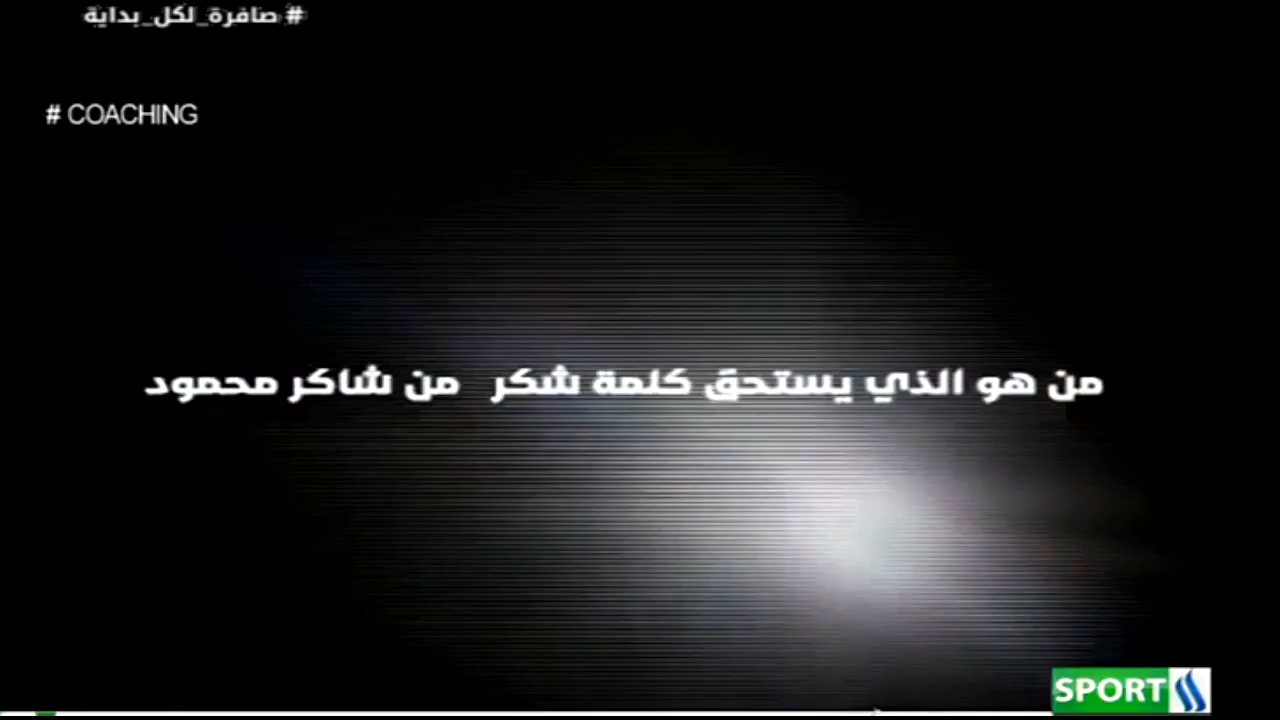 # صافرة_لكل_بداية
# COACHING
من هو الذي يستحق كلمة شكر من شاكر محمود
SPORT